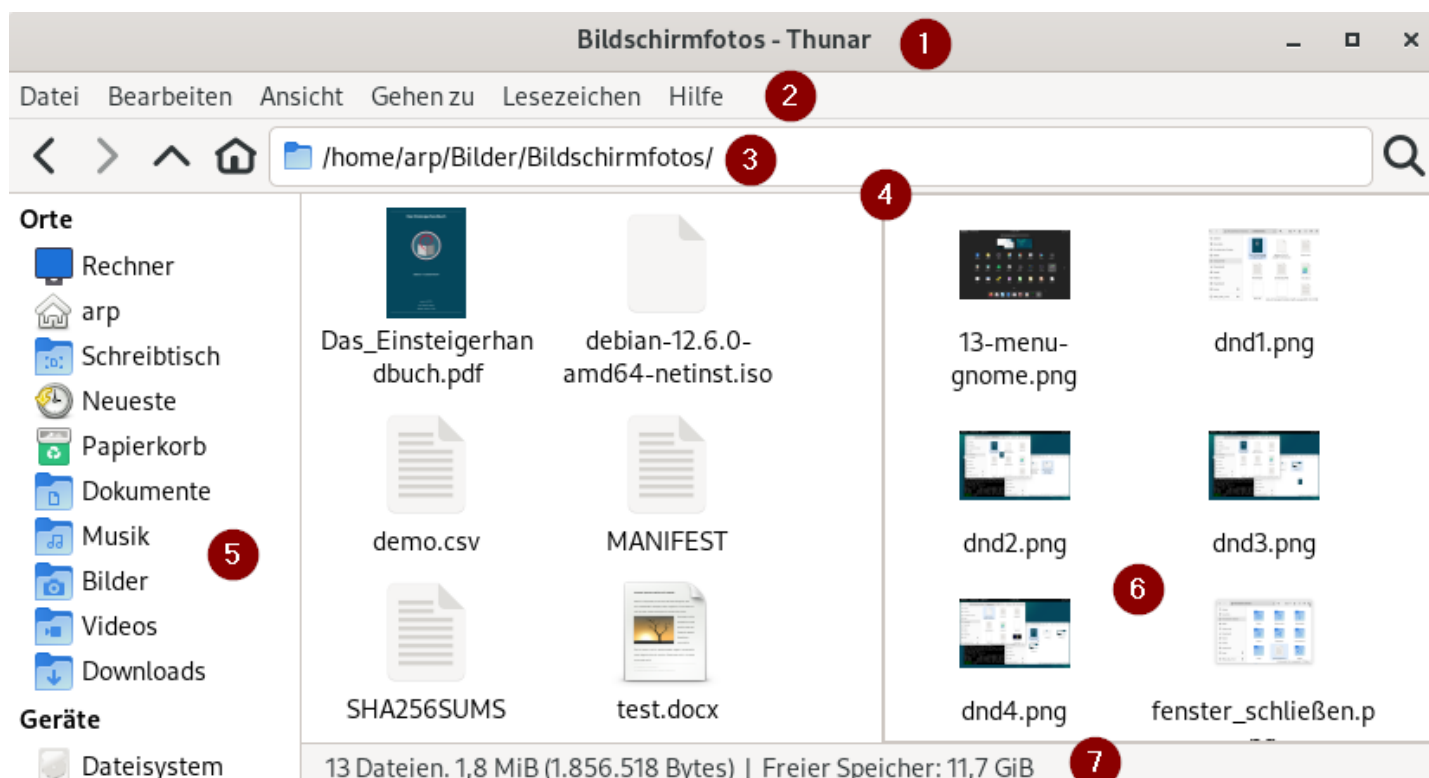 Bildschirmfotos - Thunar 1
Datei Bearbeiten Ansicht Gehen zu Lesezeichen Hilfe 2
/home/arp/Bilder/Bildschirmfotos/ 3
4
Orte
Rechner
arp
Schreibtisch
Neueste
Papierkorb
Dokumente
Musik
5
Bilder
Videos
Downloads
Geräte
Dateisystem
Das_Einsteigerhan
dbuch.pdf
debian-12.6.0-
amd64-netinst.iso
demo.csv
MANIFEST
SHA256SUMS
test.docx
13-menu-
gnome.png
dnd1.png
dnd2.png
dnd3.png
6
dnd4.png
fenster_schließen.p
13 Dateien, 1,8 MiB (1.856.518 Bytes) | Freier Speicher: 11,7 GiB 7